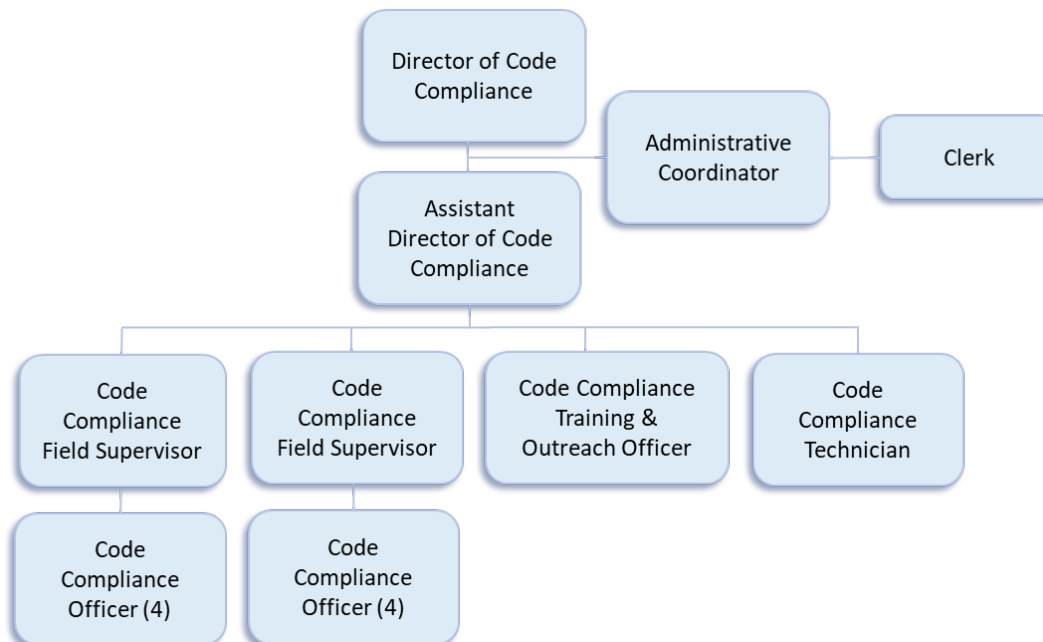 Director of Code
Compliance
Administrative
Coordinator
Clerk
Assistant
Director of Code
Compliance
Code
Compliance
Field Supervisor
Code
Compliance
Field Supervisor
Code Compliance
Training &
Outreach Officer
Code
Compliance
Technician
Code
Compliance
Officer (4)
Code
Compliance
Officer (4)